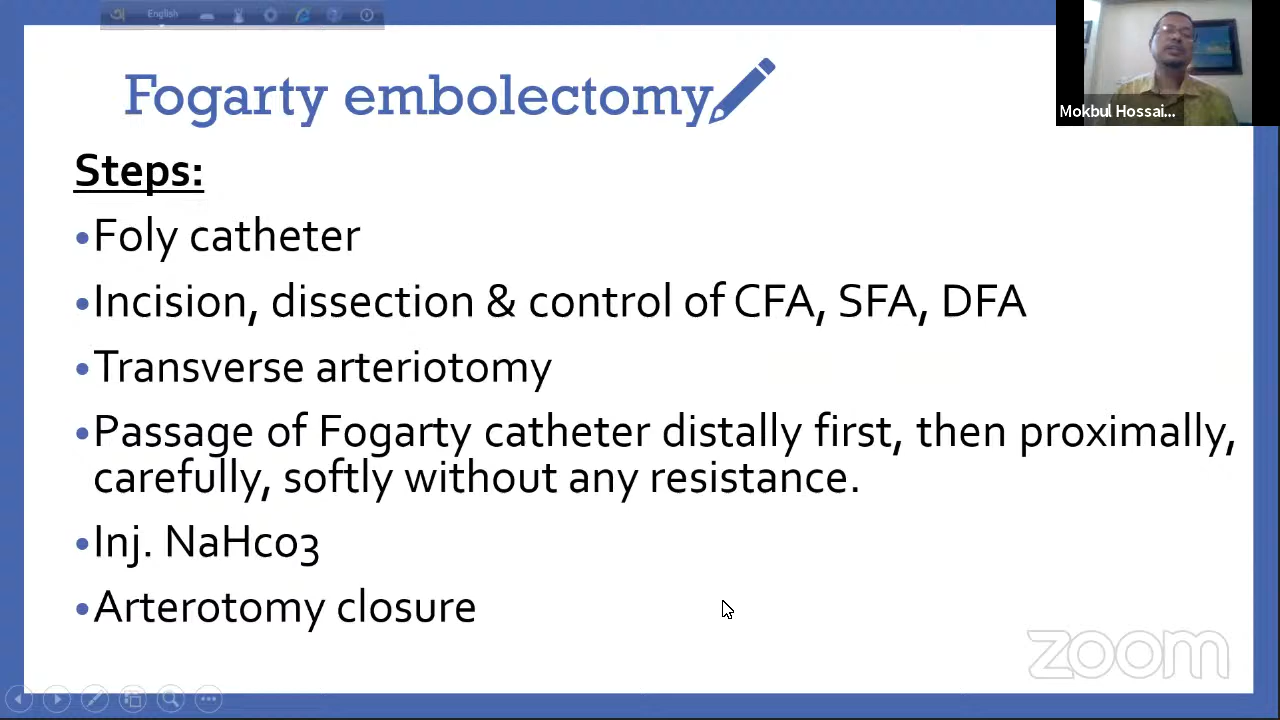 English
Fogarty embolectomy
Mokbul Hossai...
Steps:
•Foly catheter
•Incision, dissection & control of CFA, SFA, DFA
•Transverse arteriotomy
•Passage of Fogarty catheter distally first, then proximally,
carefully, softly without any resistance.
•Inj. NaHco3
•Arterotomy closure
zoom